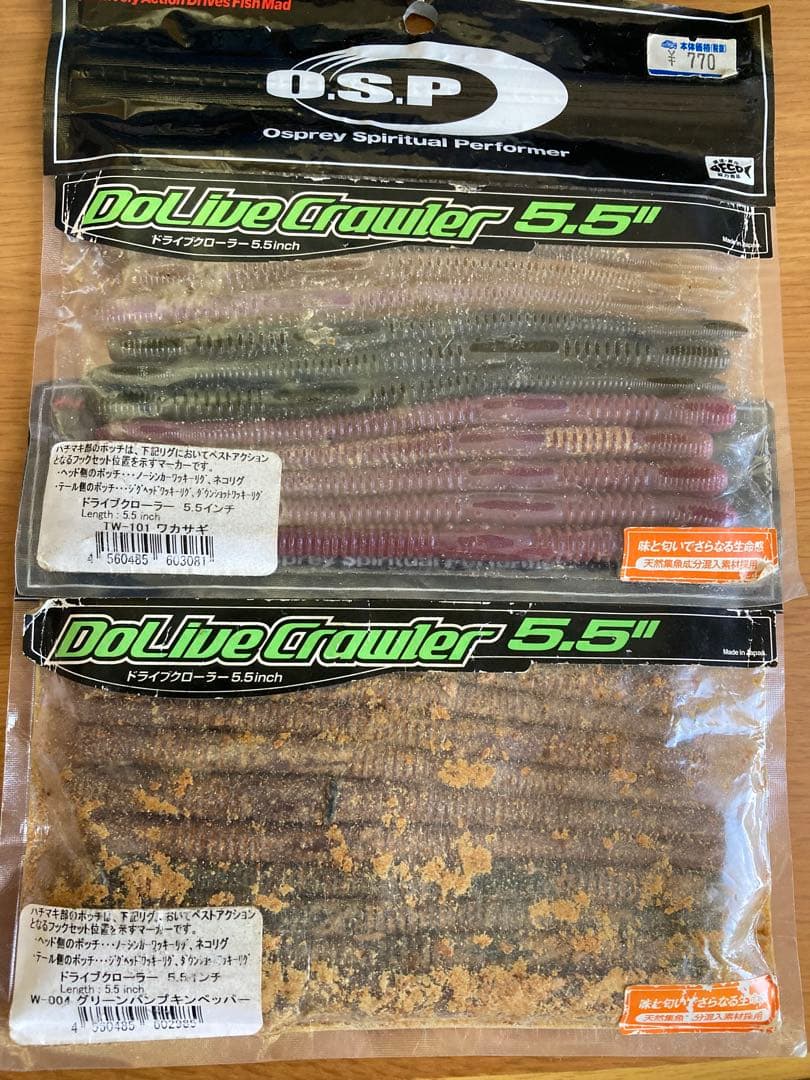 Action Drives Fish Mad
本体価格(税抜)
¥ 770
O.S.P
Osprey Spiritual Performer
DoLive Crawler 5.5"
ドライブクローラー 5.5inch
Made in Japan.
ハチマキ部のポッチは、下記リグにおいてベストアクション
となるフックセット位置を示すマーカーです。
・ヘッド側のポッチ・・・ノーシンカーワッキーリグ、ネコリグ
・テール側のポッチ・・・ジグヘッドワッキーリグ、ダウンショットワッキーリグ
ドライブクローラー 5.5インチ
Length : 5.5 inch
TW-101 ワカサギ
4 560485 603081
味と匂いでさらなる生命感
天然集魚成分混入素材採用
DoLive Crawler 5.5"
ドライブクローラー 5.5inch
Made in Japan.
ハチマキ部のポッチは、下記リグにおいてベストアクション
となるフックセット位置を示すマーカーです。
・ヘッド側のポッチ・・・ノーシンカーワッキーリグ、ネコリグ
・テール側のポッチ・・・ジグヘッドワッキーリグ、ダウンショットワッキーリグ
ドライブクローラー 5.5インチ
Length : 5.5 inch
W-004 グリーンパンプキンペッパー
4 560485 602985
味と匂いでさらなる生命感
天然集魚成分混入素材採用